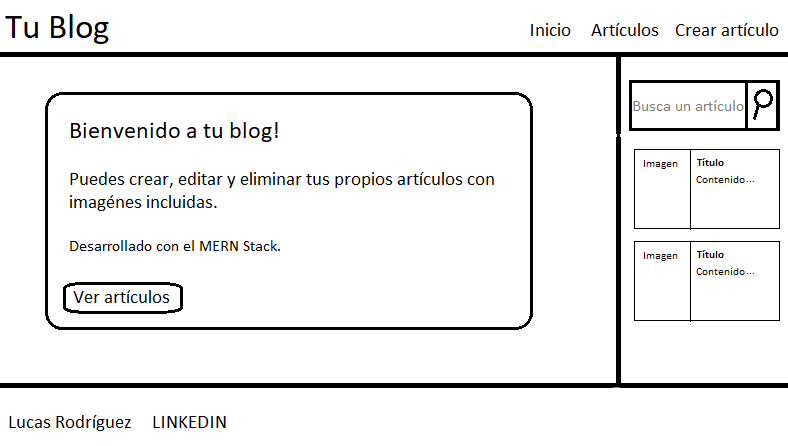 Tu Blog
Inicio Artículos Crear artículo
Bienvenido a tu blog!
Puedes crear, editar y eliminar tus propios artículos con
imagénes incluidas.
Desarrollado con el MERN Stack.
Ver artículos
Busca un artículo
Imagen
Título
Contenido...
Imagen
Título
Contenido...
Lucas Rodríguez LINKEDIN